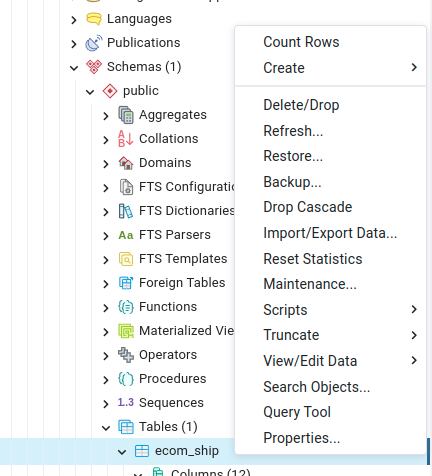 Languages
Publications
Schemas (1)
public
Aggregates
Collations
Domains
FTS Configurati
FTS Dictionaries
Aa FTS Parsers
FTS Templates
Foreign Tables
Functions
Materialized Vie
Operators
Procedures
1.3 Sequences
Tables (1)
ecom_ship
Columns (12)
Count Rows
Create
Delete/Drop
Refresh...
Restore...
Backup...
Drop Cascade
Import/Export Data...
Reset Statistics
Maintenance...
Scripts
Truncate
View/Edit Data
Search Objects...
Query Tool
Properties...